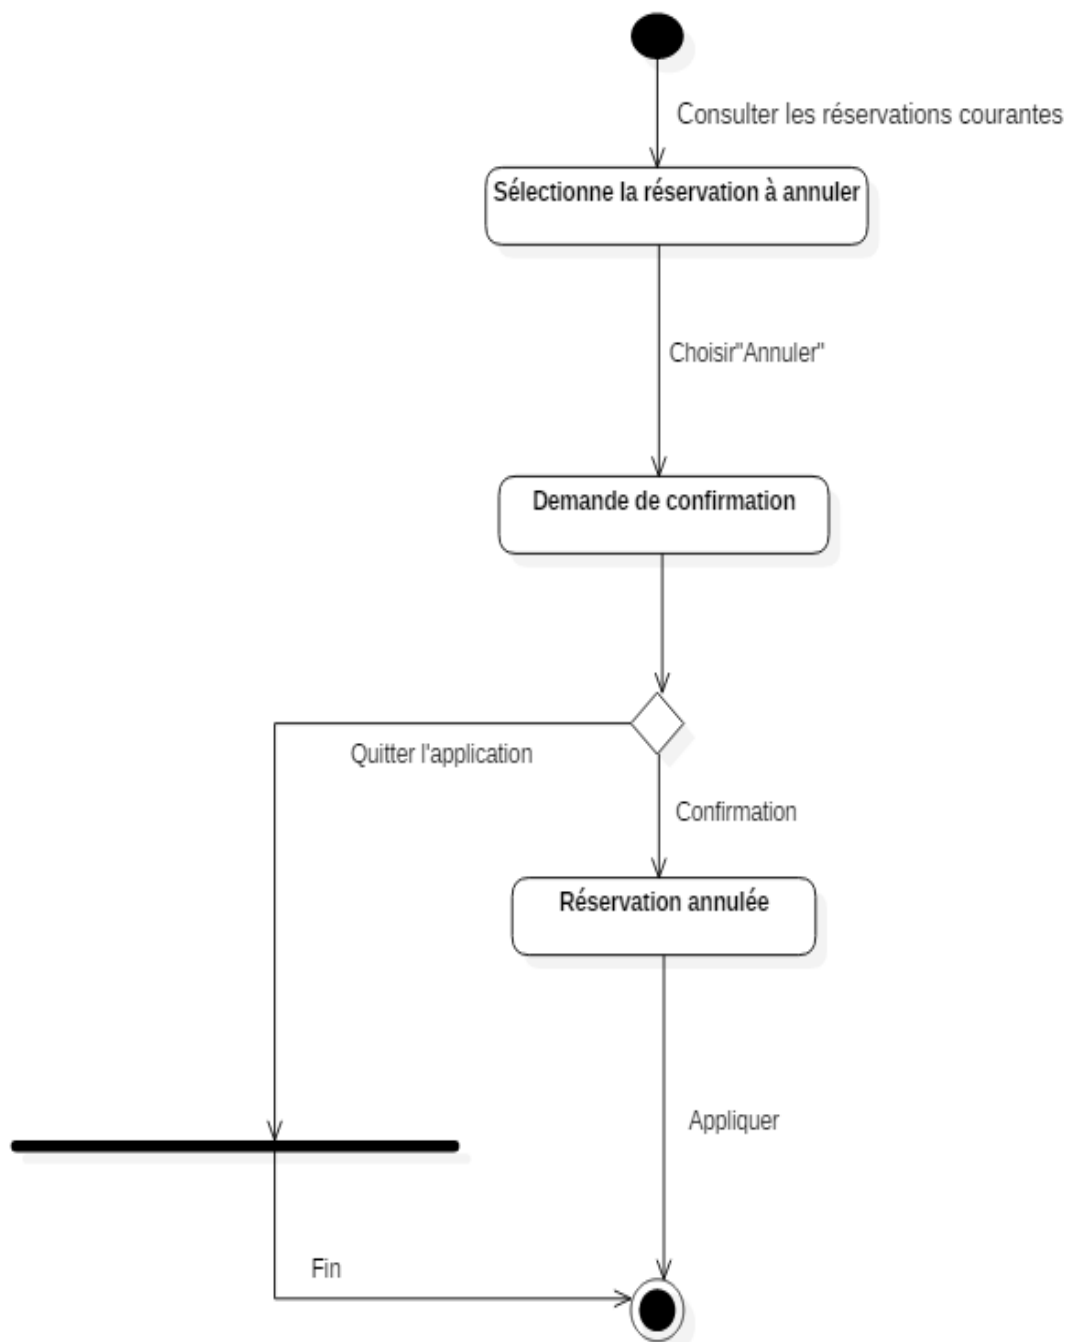 Consulter les réservations courantes
Sélectionne la réservation à annuler
Choisir"Annuler"
Demande de confirmation
Quitter l'application
Confirmation
Réservation annulée
Appliquer
Fin